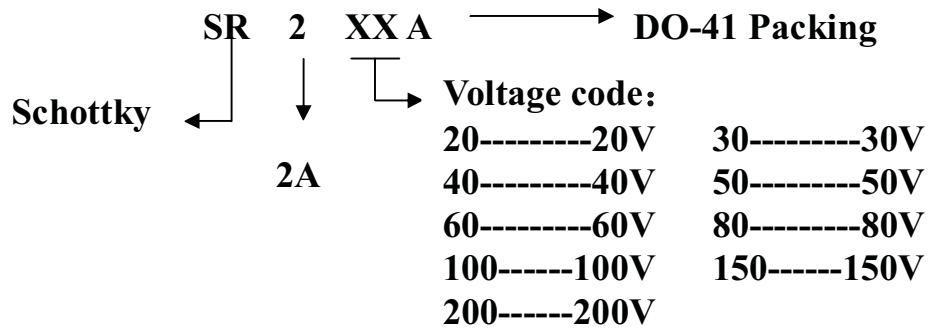 SR 2 XX A DO-41 Packing
Voltage code：
Schottky
20---------20V 30---------30V
2A
40---------40V 50---------50V
60---------60V 80---------80V
100------100V 150------150V
200------200V